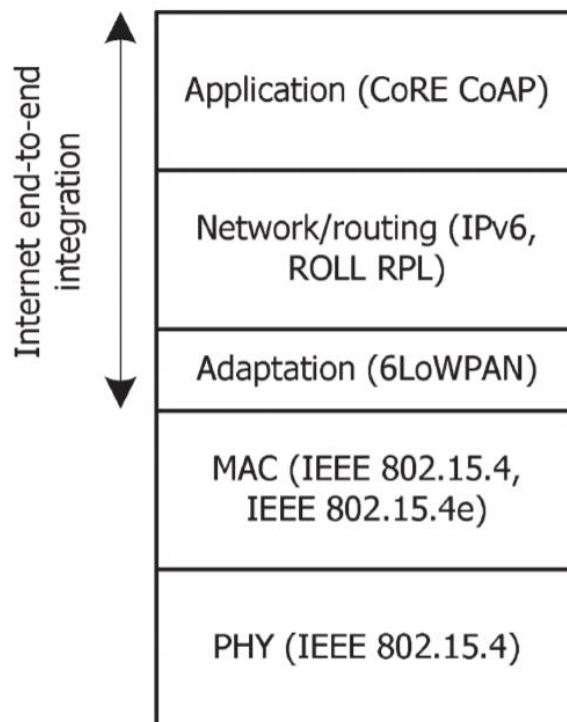 Internet end-to-end
integration
Application (CoRE CoAP)
Network/routing (IPv6,
ROLL RPL)
Adaptation (6LoWPAN)
MAC (IEEE 802.15.4,
IEEE 802.15.4e)
PHY (IEEE 802.15.4)